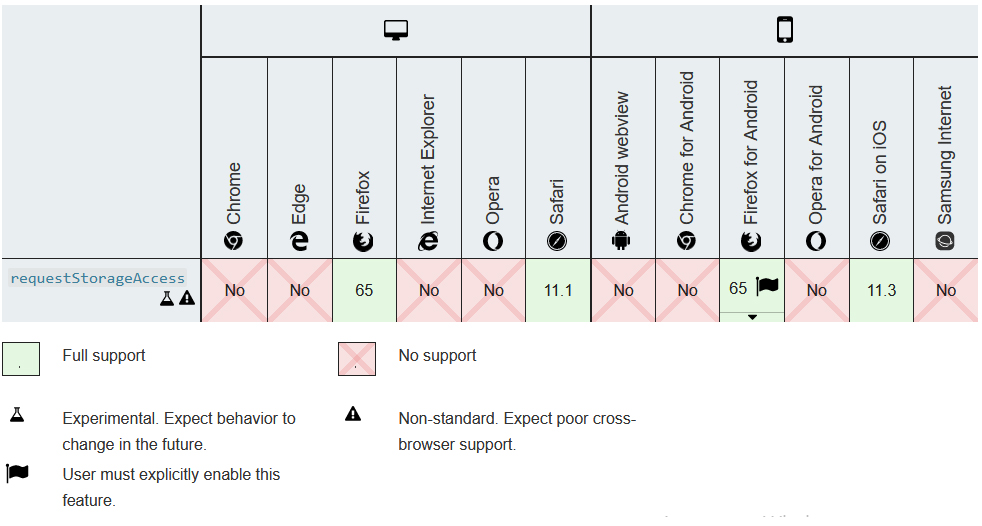 Chrome
Edge
Firefox
Internet Explorer
Opera
Safari
Android webview
Chrome for Android
Firefox for Android
Opera for Android
Safari on iOS
Samsung Internet
requestStorageAccess
No
No
65
No
No
11.1
No
No
65
No
11.3
No
Full support
No support
Experimental. Expect behavior to
change in the future.
Non-standard. Expect poor cross-
browser support.
User must explicitly enable this
feature.